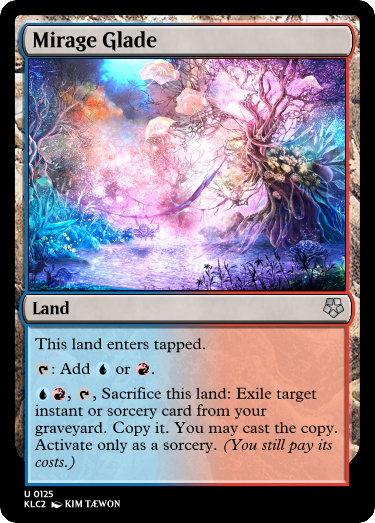 Mirage Glade
Land
This land enters tapped.
: Add or .
, , Sacrifice this land: Exile target
instant or sorcery card from your
graveyard. Copy it. You may cast the copy.
Activate only as a sorcery. (You still pay its
costs.)
U 0125
KLC2 KIM TÆWON